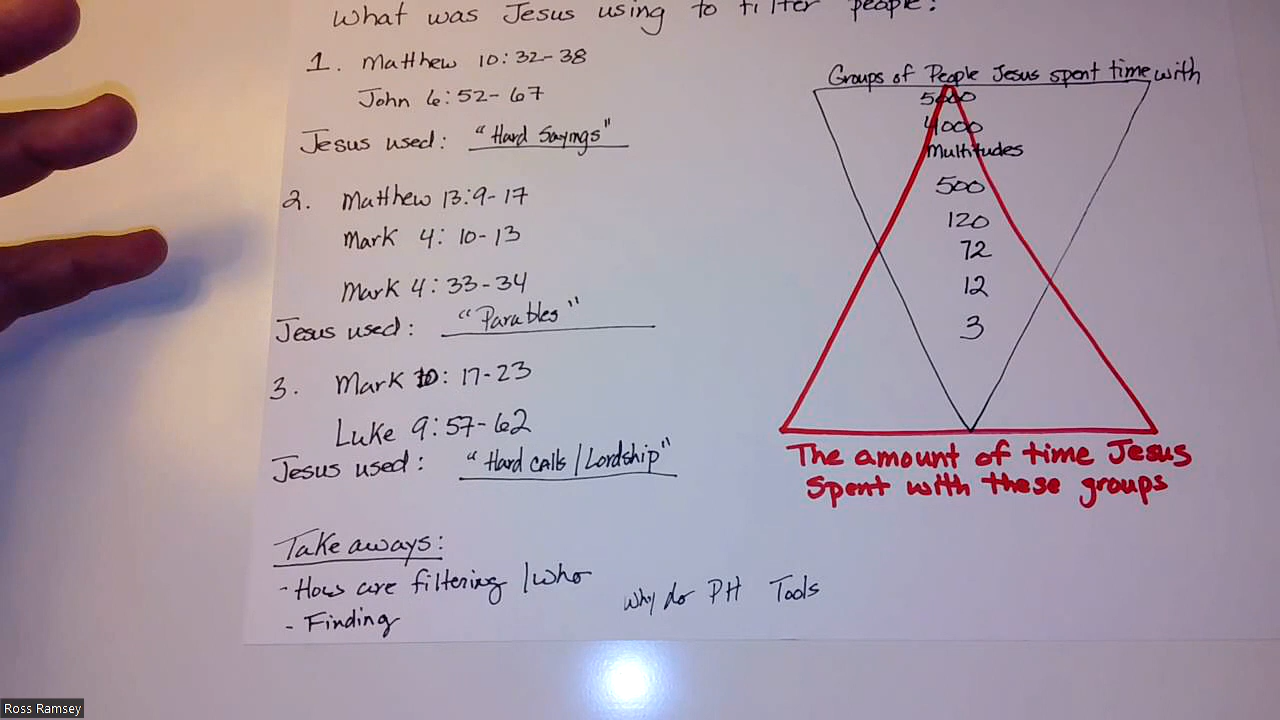 What was Jesus using to filter people?
1. Matthew 10:32-38
John 6:52-67
Jesus used: "Hard Sayings"
2. Matthew 13:9-17
Mark 4:10-13
Mark 4:33-34
Jesus used: "Parables"
3. Mark 10:17-23
Luke 9:57-62
Jesus used: "Hard calls/Lordship"
Take aways:
- How are filtering/who
- Finding
Why do PH Tools
Groups of People Jesus spent time with
5000
4000
Multitudes
500
120
72
12
3
The amount of time Jesus
Spent with these groups
Ross Ramsey